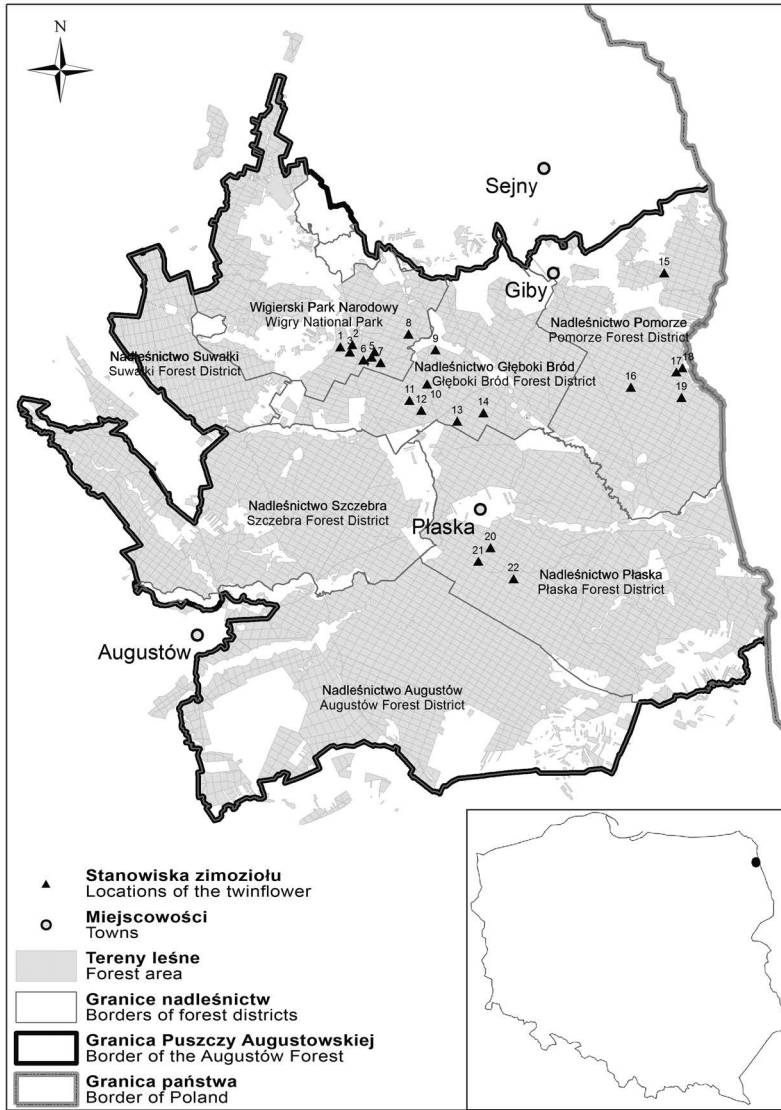 N
Sejny
Giby
15
Wigierski Park Narodowy
Wigry National Park
8
Nadleśnictwo Pomorze
Pomorze Forest District
1 2
3
6 5
7
9
Nadleśnictwo Suwałki
Suwałki Forest District
Nadleśnictwo Głęboki Bród
Głęboki Bród Forest District
17 18
16
19
11
12 10
13
14
Nadleśnictwo Szczebra
Szczebra Forest District
Płaska
20
21
22
Nadleśnictwo Płaska
Płaska Forest District
Augustów
Nadleśnictwo Augustów
Augustów Forest District
Stanowiska zimoziołu
Locations of the twinflower
Miejscowości
Towns
Tereny leśne
Forest area
Granice nadleśnictw
Borders of forest districts
Granica Puszczy Augustowskiej
Border of the Augustów Forest
Granica państwa
Border of Poland